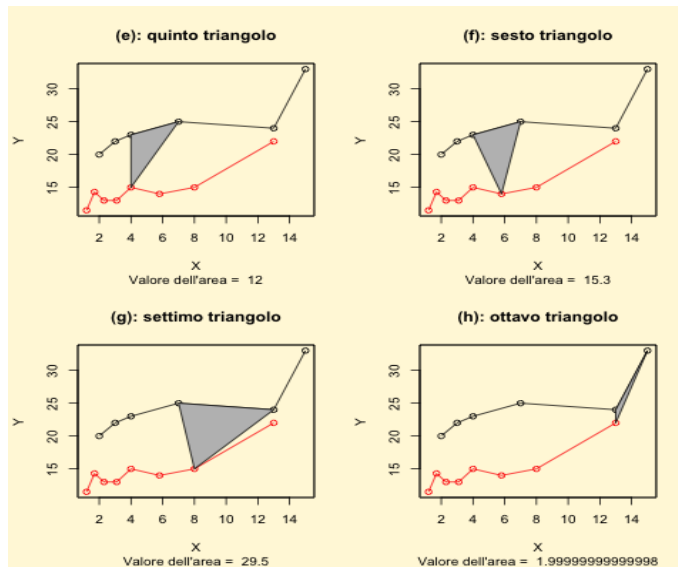 (e): quinto triangolo
Y
30
25
20
15
2 4 6 8 10 12 14
X
Valore dell'area = 12
(f): sesto triangolo
Y
30
25
20
15
2 4 6 8 10 12 14
X
Valore dell'area = 15.3
(g): settimo triangolo
Y
30
25
20
15
2 4 6 8 10 12 14
X
Valore dell'area = 29.5
(h): ottavo triangolo
Y
30
25
20
15
2 4 6 8 10 12 14
X
Valore dell'area = 1.99999999999998